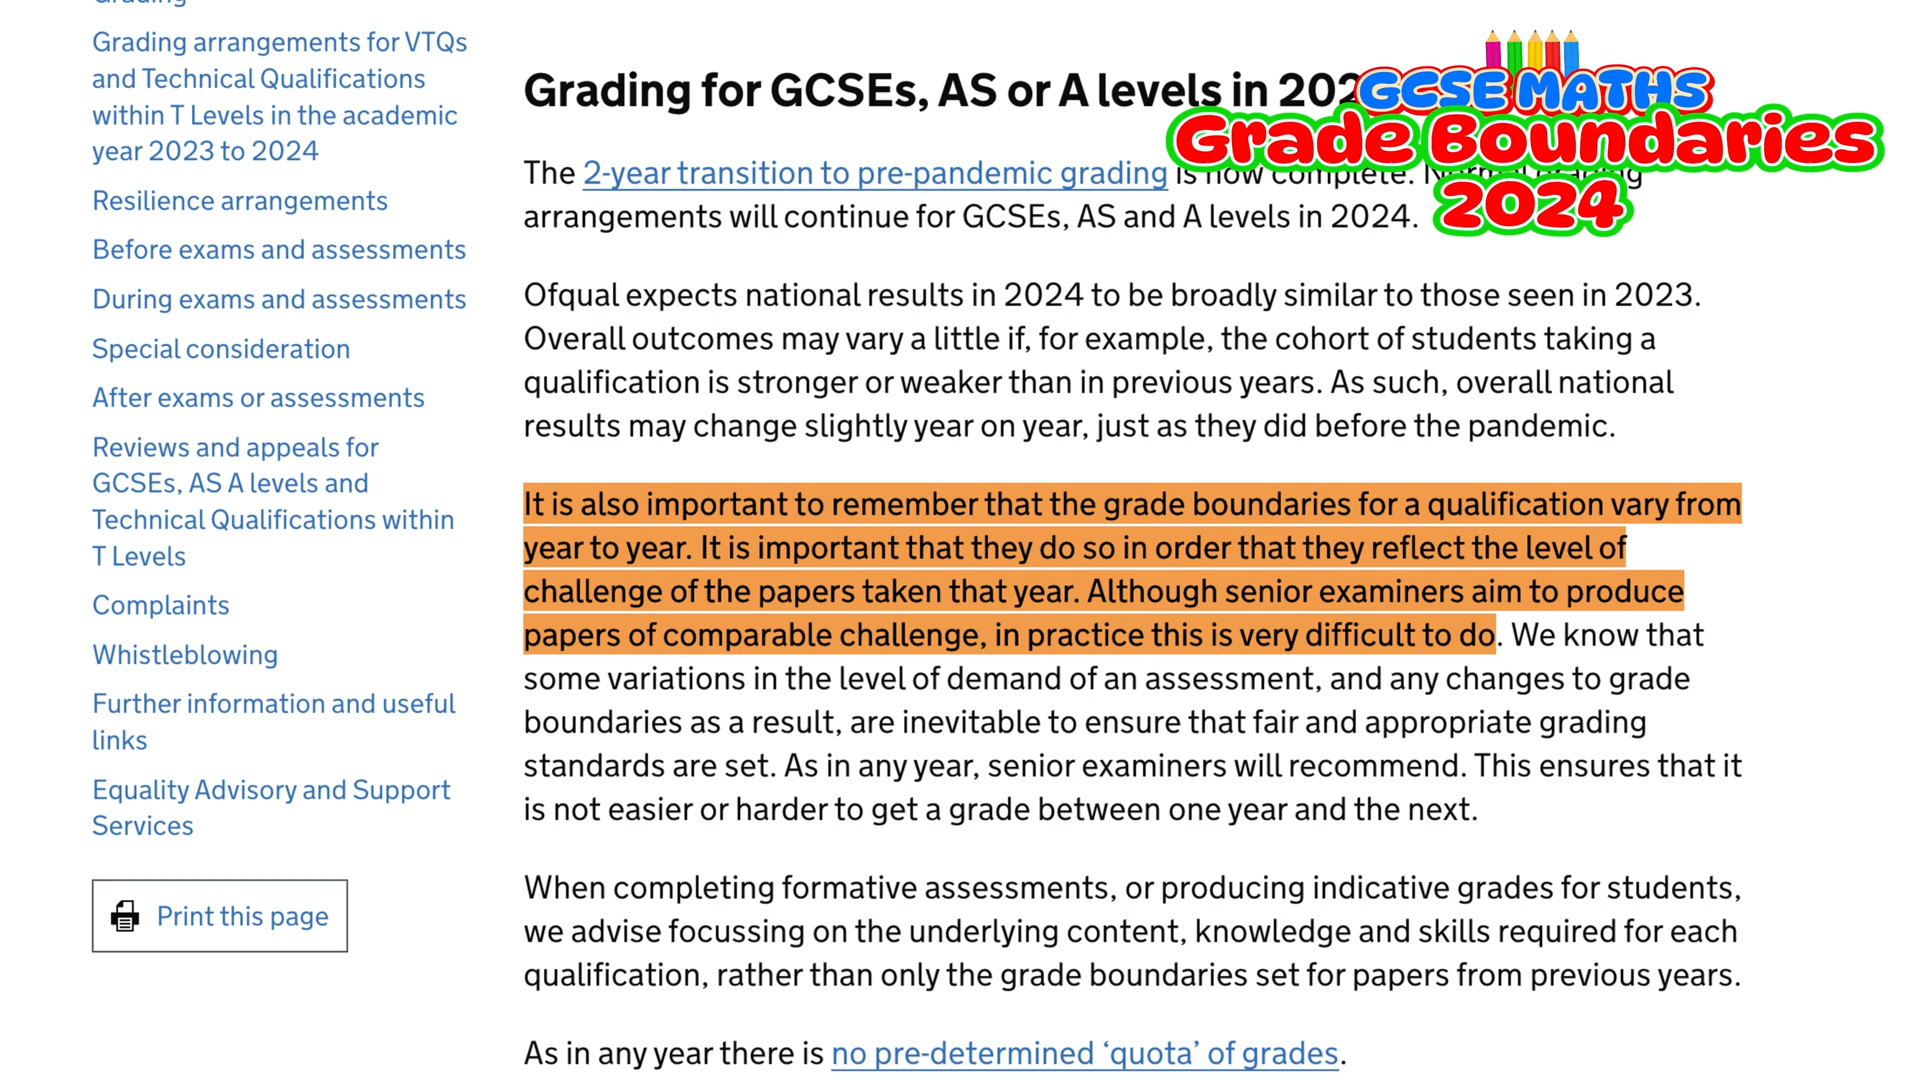 Grading
Grading arrangements for VTQs
and Technical Qualifications
within T Levels in the academic
year 2023 to 2024
Resilience arrangements
Before exams and assessments
During exams and assessments
Special consideration
After exams or assessments
Reviews and appeals for
GCSEs, AS A levels and
Technical Qualifications within
T Levels
Complaints
Whistleblowing
Further information and useful
links
Equality Advisory and Support
Services
Print this page
Grading for GCSEs, AS or A levels in 202
GCSE MATHS
Grade Boundaries
2024
The 2-year transition to pre-pandemic grading is now complete. Normal grading
arrangements will continue for GCSEs, AS and A levels in 2024.
Ofqual expects national results in 2024 to be broadly similar to those seen in 2023.
Overall outcomes may vary a little if, for example, the cohort of students taking a
qualification is stronger or weaker than in previous years. As such, overall national
results may change slightly year on year, just as they did before the pandemic.
It is also important to remember that the grade boundaries for a qualification vary from
year to year. It is important that they do so in order that they reflect the level of
challenge of the papers taken that year. Although senior examiners aim to produce
papers of comparable challenge, in practice this is very difficult to do. We know that
some variations in the level of demand of an assessment, and any changes to grade
boundaries as a result, are inevitable to ensure that fair and appropriate grading
standards are set. As in any year, senior examiners will recommend. This ensures that it
is not easier or harder to get a grade between one year and the next.
When completing formative assessments, or producing indicative grades for students,
we advise focussing on the underlying content, knowledge and skills required for each
qualification, rather than only the grade boundaries set for papers from previous years.
As in any year there is no pre-determined ‘quota’ of grades.